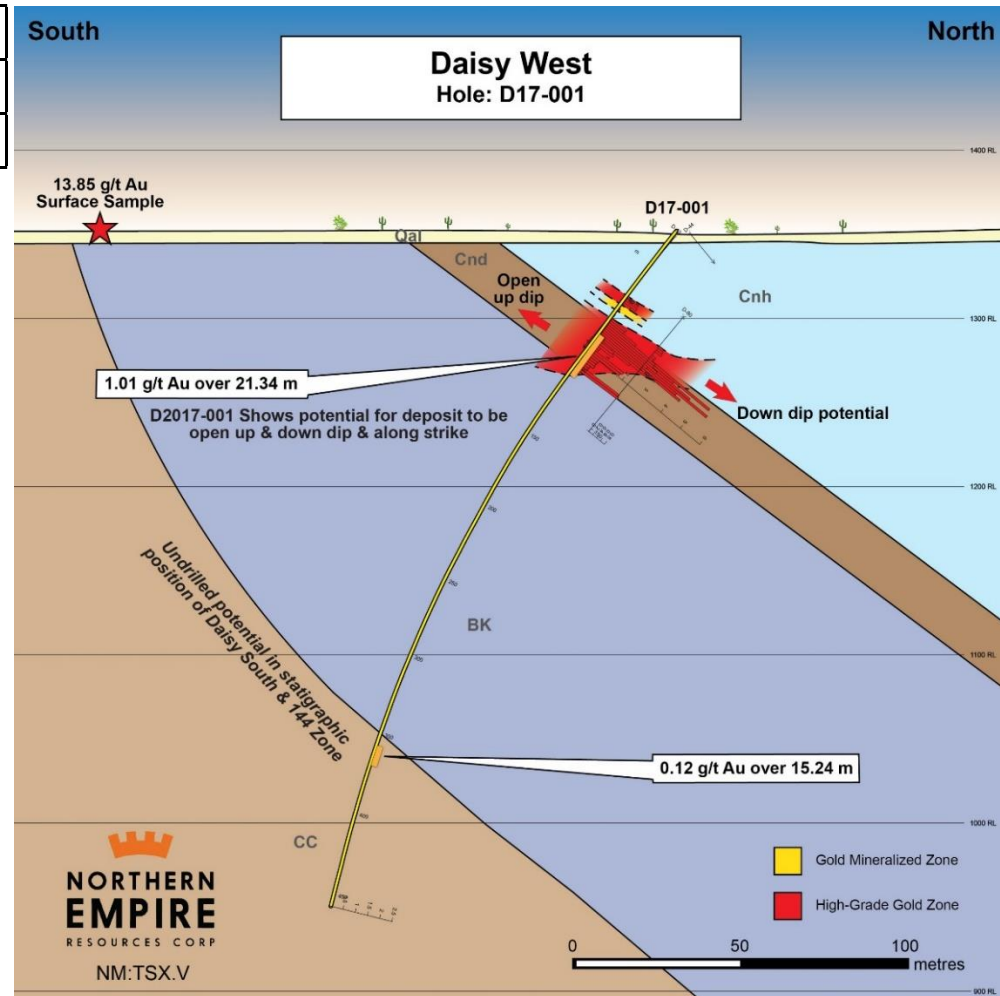 South
North
Daisy West
Hole: D17-001
1400 RL
13.85 g/t Au
Surface Sample
D17-001
Qal
Cnd
Cnh
Open
up dip
1300 RL
1.01 g/t Au over 21.34 m
D2017-001 Shows potential for deposit to be
open up & down dip & along strike
Down dip potential
1200 RL
Undrilled potential in statigraphic
position of Daisy South & 144 Zone
BK
1100 RL
0.12 g/t Au over 15.24 m
1000 RL
CC
NORTHERN
EMPIRE
RESOURCES CORP
NM:TSX.V
Gold Mineralized Zone
High-Grade Gold Zone
0 50 100
metres
900 RL